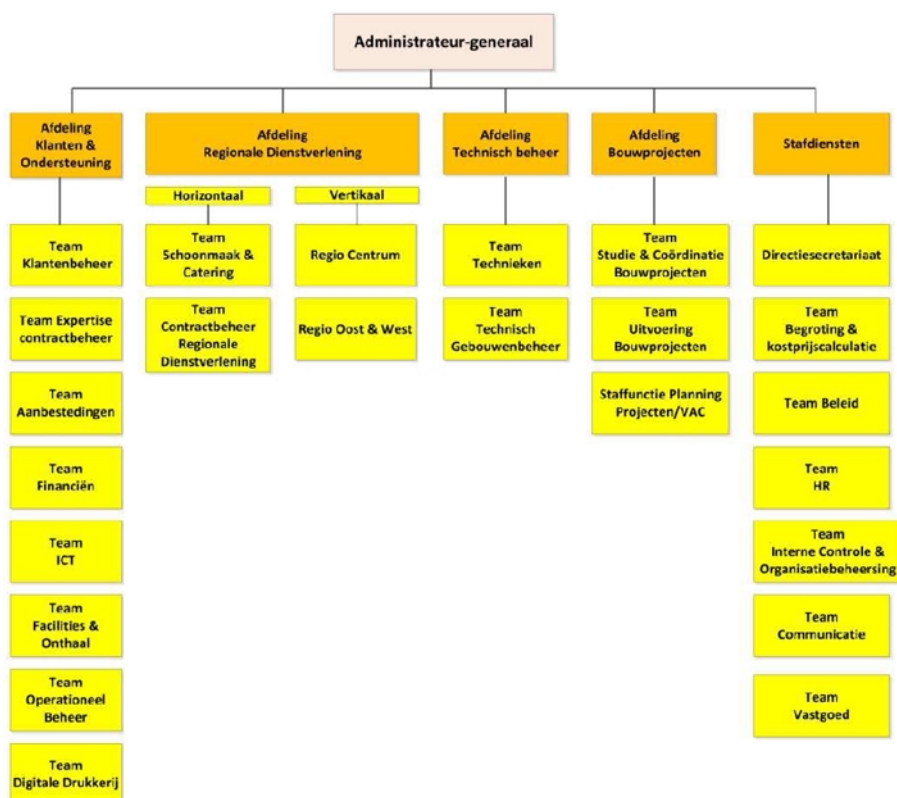 Administrateur-generaal
Afdeling
Klanten &
Ondersteuning
Team
Klantenbeheer
Team Expertise
contractbeheer
Team
Aanbestedingen
Team
Financiën
Team
ICT
Team
Facilities &
Onthaal
Team
Operationeel
Beheer
Team
Digitale Drukkerij
Afdeling
Regionale Dienstverlening
Horizontaal
Team
Schoonmaak &
Catering
Team
Contractbeheer
Regionale
Dienstverlening
Vertikaal
Regio Centrum
Regio Oost & West
Afdeling
Technisch beheer
Team
Technieken
Team
Technisch
Gebouwenbeheer
Afdeling
Bouwprojecten
Team
Studie & Coördinatie
Bouwprojecten
Team
Uitvoering
Bouwprojecten
Staffunctie Planning
Projecten/VAC
Stafdiensten
Directiesecretariaat
Team
Begroting &
kostprijscalculatie
Team Beleid
Team
HR
Team
Interne Controle &
Organisatiebeheersing
Team
Communicatie
Team
Vastgoed